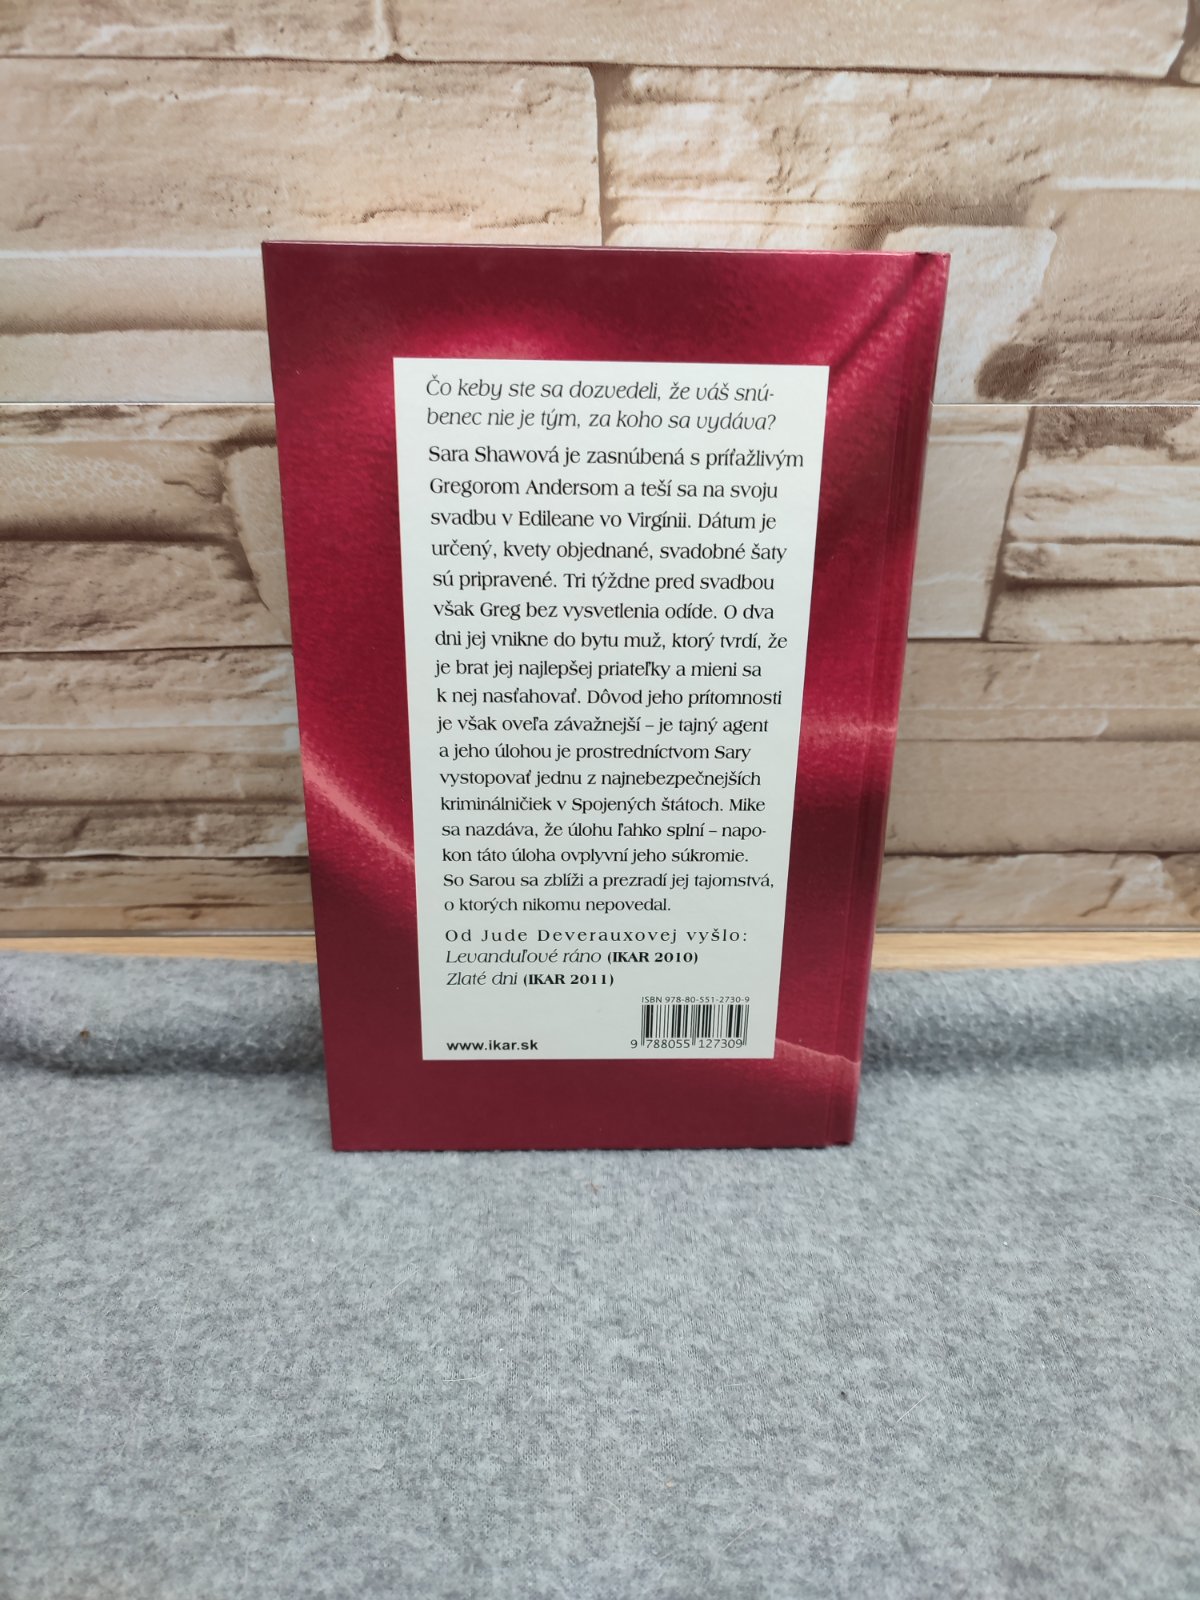 Čo keby ste sa dozvedeli, že váš snú-
benec nie je tým, za koho sa vydáva?
Sara Shawová je zasnúbená s príťažlivým
Gregorom Andersom a teší sa na svoju
svadbu v Edileane vo Virgínii. Dátum je
určený, kvety objednané, svadobné šaty
sú pripravené. Tri týždne pred svadbou
však Greg bez vysvetlenia odíde. O dva
dni jej vnikne do bytu muž, ktorý tvrdí, že
je brat jej najlepšej priateľky a mieni sa
k nej nasťahovať. Dôvod jeho prítomnosti
je však oveľa závažnejší – je tajný agent
a jeho úlohou je prostredníctvom Sary
vystopovať jednu z najnebezpečnejších
kriminálničiek v Spojených štátoch. Mike
sa nazdáva, že úlohu ľahko splní – napo-
kon táto úloha ovplyvní jeho súkromie.
So Sarou sa zblíži a prezradí jej tajomstvá,
o ktorých nikomu nepovedal.
Od Jude Deverauxovej vyšlo:
Levanduľové ráno (IKAR 2010)
Zlaté dni (IKAR 2011)
ISBN 978-80-551-2730-9
www.ikar.sk
9 788055 127309